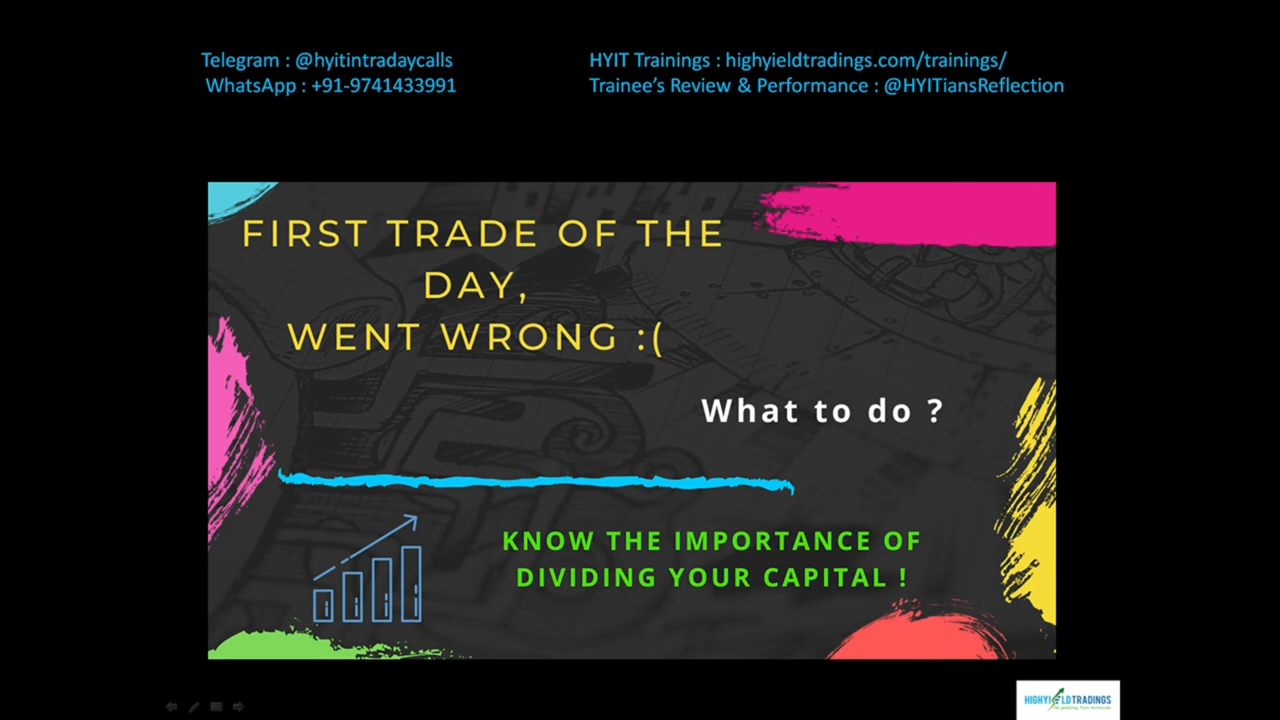 Telegram : @hyitintradaycalls
WhatsApp : +91-9741433991
HYIT Trainings : highyieldtradings.com/trainings/
Trainee’s Review & Performance : @HYITiansReflection
FIRST TRADE OF THE
DAY,
WENT WRONG :(
What to do ?
KNOW THE IMPORTANCE OF
DIVIDING YOUR CAPITAL !
HIGHYIELDTRADINGS